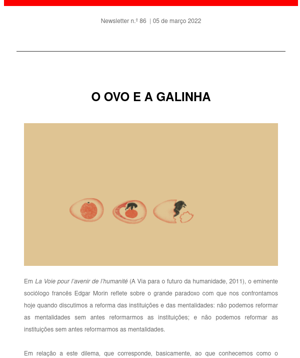 Newsletter n.º 86 | 05 de março 2022
O OVO E A GALINHA
Em La Voie pour l'avenir de l'humanité (A Via para o futuro da humanidade, 2011), o eminente
sociólogo francês Edgar Morin reflete sobre o grande paradoxo com que nos confrontamos
hoje quando discutimos a reforma das instituições e das mentalidades: não podemos reformar
as mentalidades sem antes reformarmos as instituições; e não podemos reformar as
instituições sem antes reformarmos as mentalidades.
Em relação a este dilema, que corresponde, basicamente, ao que conhecemos como o